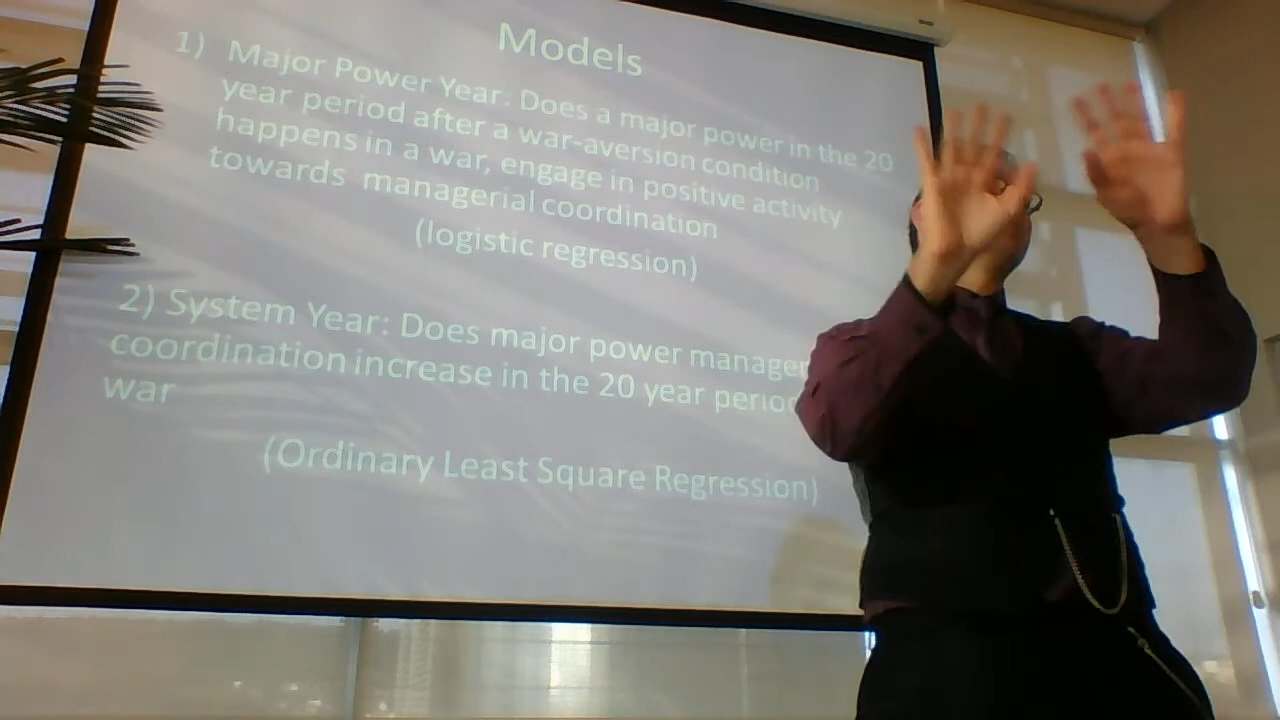 Models
1) Major Power Year. Does a major power in the 20
year period after a war-aversion condition
happens in a war, engage in positive activity
towards managerial coordination
(logistic regression)
2) System Year: Does major power manager
coordination increase in the 20 year period
war
(Ordinary Least Square Regression)